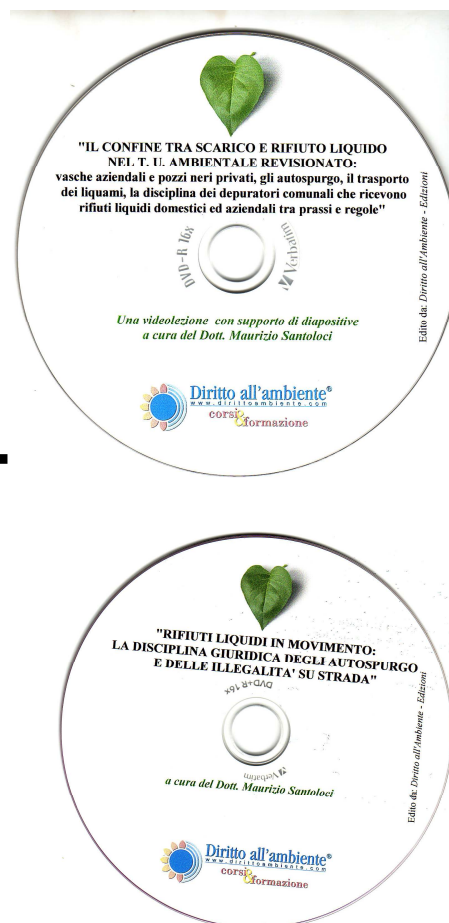 "IL CONFINE TRA SCARICO E RIFIUTO LIQUIDO
NEL T. U. AMBIENTALE REVISIONATO:
vasche aziendali e pozzi neri privati, gli autospurgo, il trasporto
dei liquami, la disciplina dei depuratori comunali che ricevono
rifiuti liquidi domestici ed aziendali tra prassi e regole"
DVD-R 16x
Verbatim
Edito da: Diritto all'Ambiente - Edizioni
Una videolezione con supporto di diapositive
a cura del Dott. Maurizio Santoloci
Diritto all'ambiente®
www.dirittoambiente.com
corsi&formazione
"RIFIUTI LIQUIDI IN MOVIMENTO:
LA DISCIPLINA GIURIDICA DEGLI AUTOSPURGO
E DELLE ILLEGALITA' SU STRADA"
DVD+R 16x
Verbatim
Edito da: Diritto all'Ambiente - Edizioni
a cura del Dott. Maurizio Santoloci
Diritto all'ambiente®
www.dirittoambiente.com
corsi&formazione